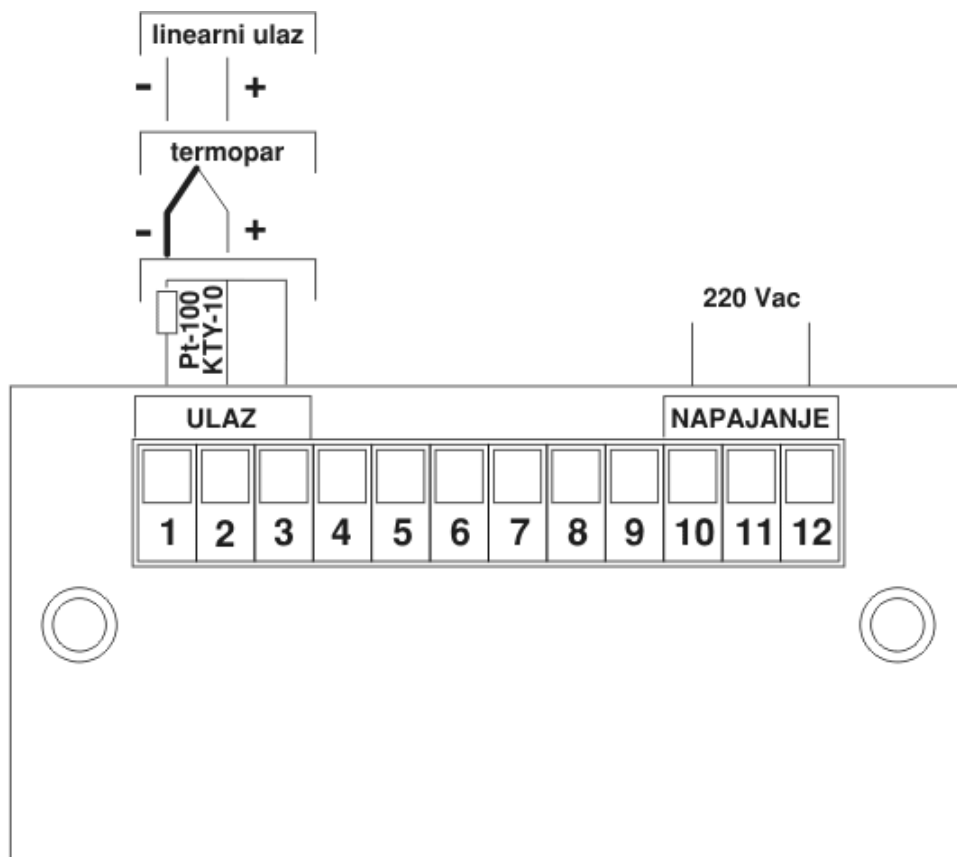 linearni ulaz
- +
termopar
- +
Pt-100
KTY-10
220 Vac
ULAZ
NAPAJANJE
1 2 3 4 5 6 7 8 9 10 11 12